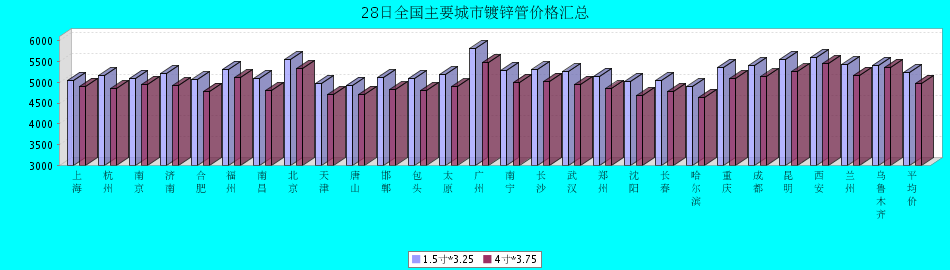 28日全国主要城市镀锌管价格汇总
6000
5500
5000
4500
4000
3500
3000
上海
杭州
南京
济南
合肥
福州
南昌
北京
天津
唐山
邯郸
包头
太原
广州
南宁
长沙
武汉
郑州
沈阳
长春
哈尔滨
重庆
成都
昆明
西安
兰州
乌鲁木齐
平均价
1.5寸*3.25
4寸*3.75